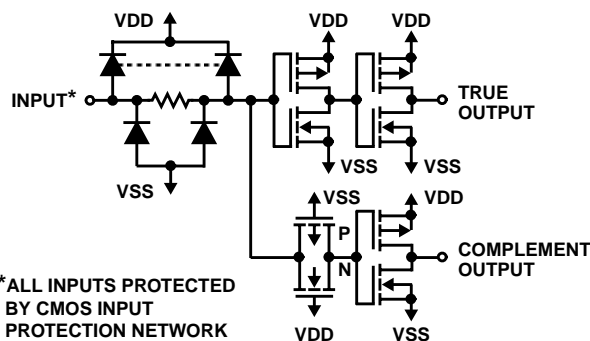 VDD
VDD
VDD
INPUT*
TRUE
OUTPUT
VSS
VSS
VSS
VSS
VDD
P
N
COMPLEMENT
OUTPUT
*ALL INPUTS PROTECTED
BY CMOS INPUT
PROTECTION NETWORK
VDD
VSS